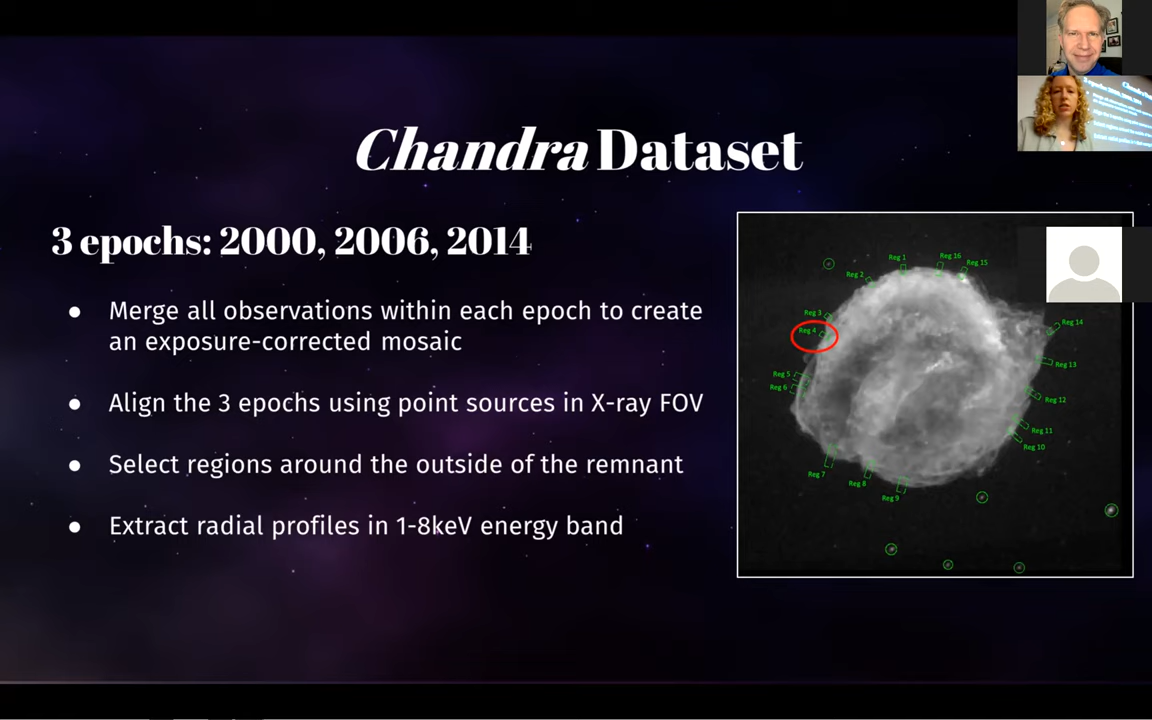 Chandra Dataset
3 epochs: 2000, 2006, 2014
● Merge all observations within each epoch to create
an exposure-corrected mosaic
● Align the 3 epochs using point sources in X-ray FOV
● Select regions around the outside of the remnant
● Extract radial profiles in 1-8keV energy band
Reg 1
Reg 16
Reg 15
Reg 2
Reg 3
Reg 14
Reg 4
Reg 13
Reg 5
Reg 6
Reg 12
Reg 11
Reg 10
Reg 7
Reg 8
Reg 9